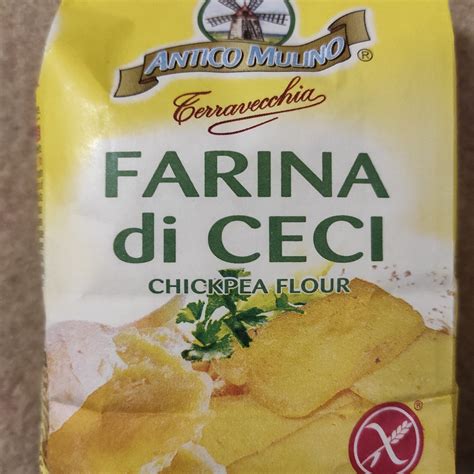 ANTICO MULINO ®
Terravecchia
FARINA
di CECI
CHICKPEA FLOUR
®